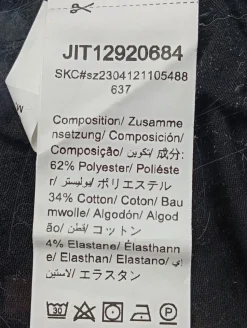 JIT12920684
SKC#sz2304121105488
637
Composition/ Zusamme
nsetzung/ Composición/
Composição/ تكوين/ 成分:
62% Polyester/ Poliéste
r/ بوليستر/ ポリエステル
34% Cotton/ Coton/ Bau
mwolle/ Algodón/ Algod
ão/ قطن/ コットン
4% Elastane/ Élasthann
e/ Elasthan/ Elastano/ إي
لاستين/ エラスタン
30
P
M